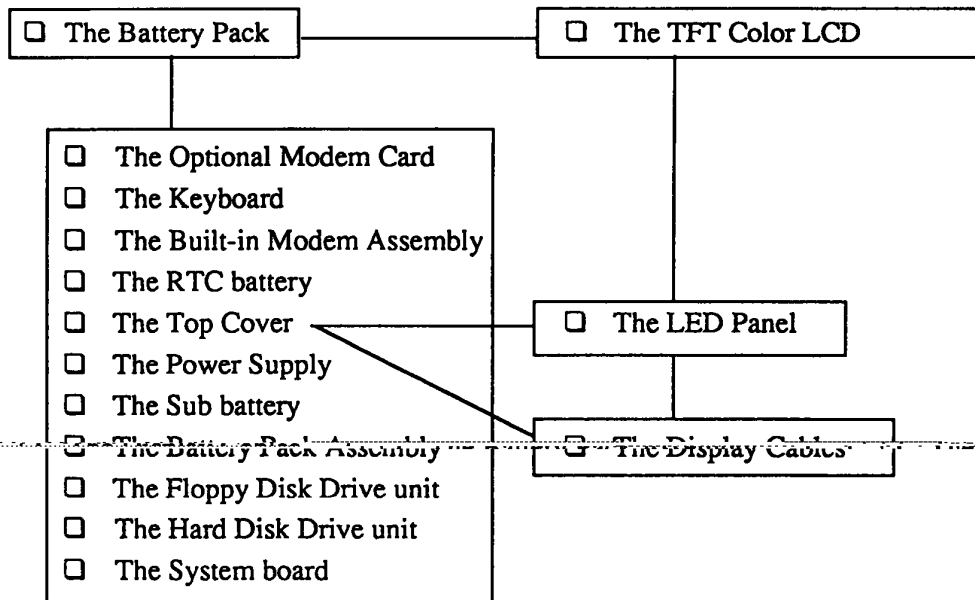 ❑ The Battery Pack
❑ The TFT Color LCD
❑ The Optional Modem Card
❑ The Keyboard
❑ The Built-in Modem Assembly
❑ The RTC battery
❑ The Top Cover
❑ The LED Panel
❑ The Power Supply
❑ The Sub battery
❑ The Battery Pack Assembly
❑ The Display Cables
❑ The Floppy Disk Drive unit
❑ The Hard Disk Drive unit
❑ The System board